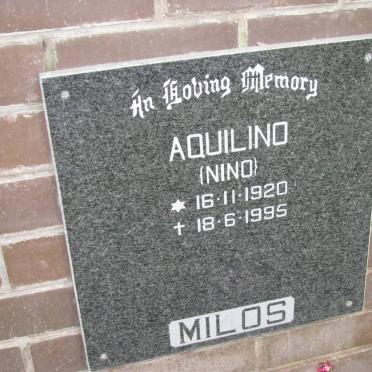 In Loving Memory
AQUILINO
(NINO)
* 16·11·1920
† 18·6·1995
MILOS